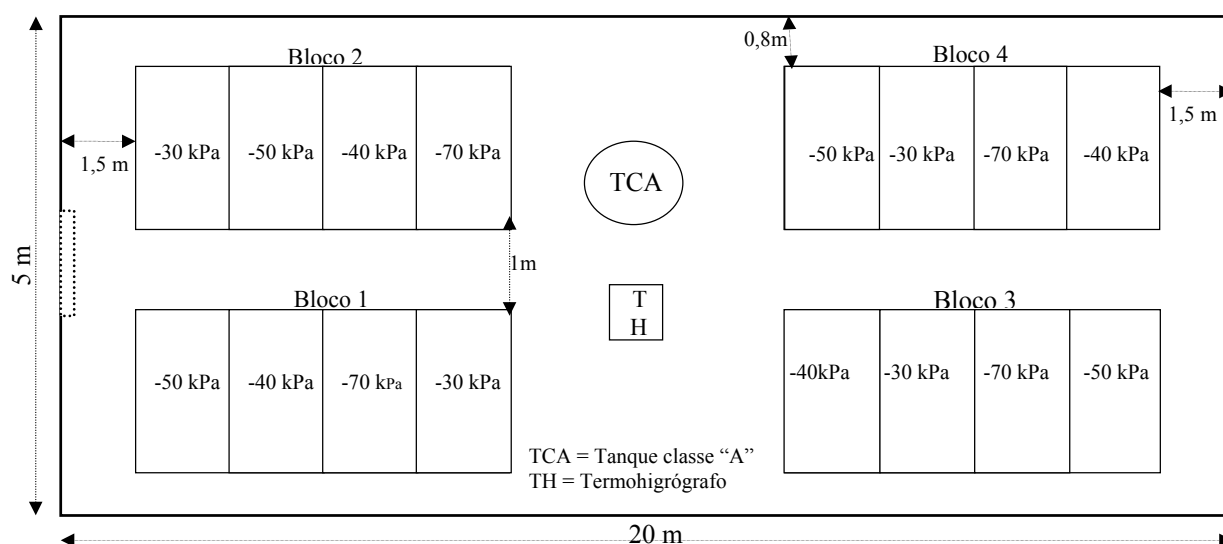 Bloco 2
0,8m
Bloco 4
1,5 m
-30 kPa
-50 kPa
-40 kPa
-70 kPa
TCA
-50 kPa
-30 kPa
-70 kPa
-40 kPa
1,5 m
5 m
1m
Bloco 1
T
H
Bloco 3
-50 kPa
-40 kPa
-70 kPa
-30 kPa
-40kPa
-30 kPa
-70 kPa
-50 kPa
TCA = Tanque classe “A”
TH = Termohigrógrafo
20 m